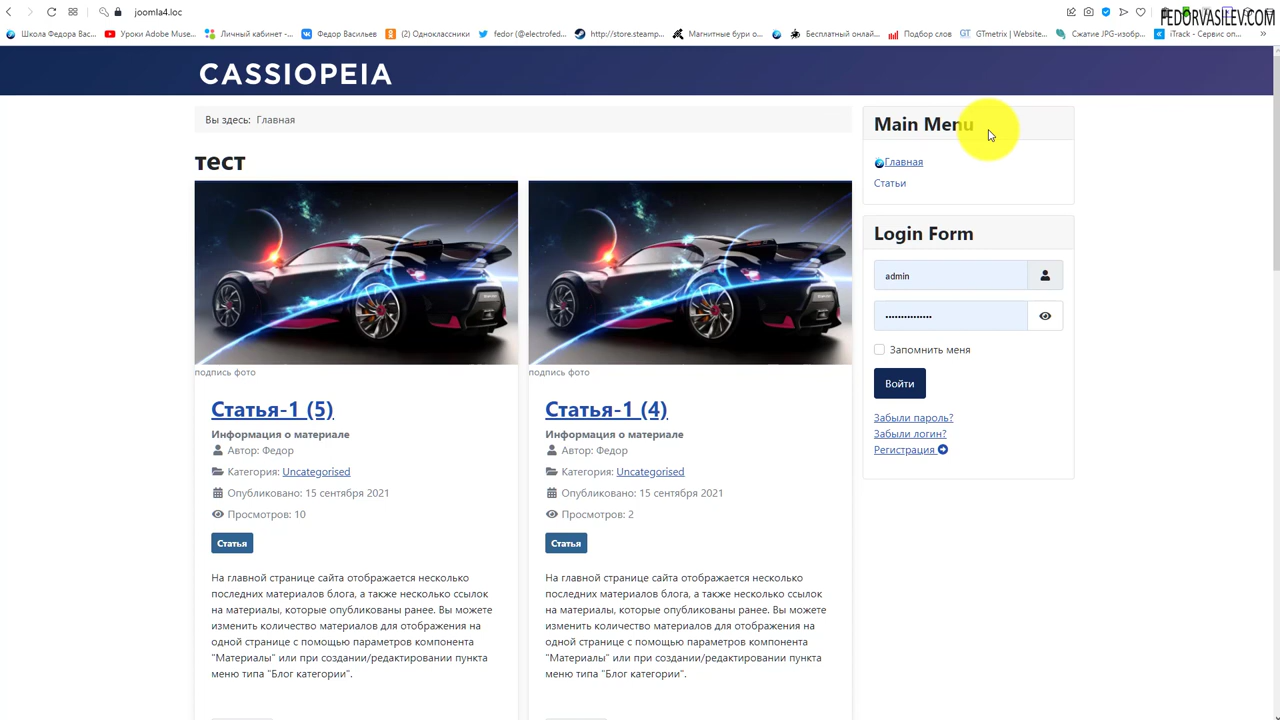 joomla4.loc
FEDORVASILEV.COM
Школа Федора Вас...
Уроки Adobe Muse...
Личный кабинет -...
Федор Васильев
(2) Одноклассники
fedor (@electrofed...
http://store.steamp...
Магнитные бури о...
Бесплатный онлай...
Подбор слов
GTmetrix | Website...
Сжатие JPG-изобр...
iTrack - Сервис оп...
CASSIOPEIA
Вы здесь: Главная
тест
подпись фото
Статья-1 (5)
Информация о материале
Автор: Федор
Категория: Uncategorised
Опубликовано: 15 сентября 2021
Просмотров: 10
Статья
На главной странице сайта отображается несколько
последних материалов блога, а также несколько ссылок
на материалы, которые опубликованы ранее. Вы можете
изменить количество материалов для отображения на
одной странице с помощью параметров компонента
"Материалы" или при создании/редактировании пункта
меню типа "Блог категории".
подпись фото
Статья-1 (4)
Информация о материале
Автор: Федор
Категория: Uncategorised
Опубликовано: 15 сентября 2021
Просмотров: 2
Статья
На главной странице сайта отображается несколько
последних материалов блога, а также несколько ссылок
на материалы, которые опубликованы ранее. Вы можете
изменить количество материалов для отображения на
одной странице с помощью параметров компонента
"Материалы" или при создании/редактировании пункта
меню типа "Блог категории".
Main Menu
Главная
Статьи
Login Form
admin
•••••••••••••••
Запомнить меня
Войти
Забыли пароль?
Забыли логин?
Регистрация